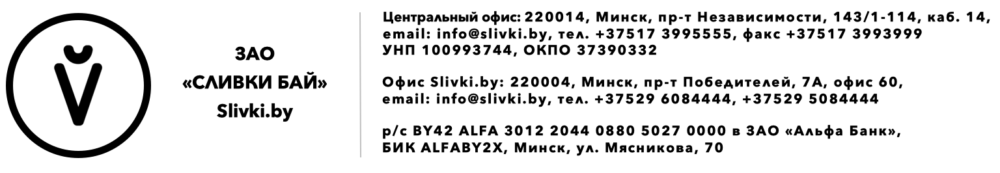 ЗАО
«СЛИВКИ БАЙ»
Slivki.by
Центральный офис: 220014, Минск, пр-т Независимости, 143/1-114, каб. 14,
email: info@slivki.by, тел. +37517 3995555, факс +37517 3993999
УНП 100993744, ОКПО 37390332
Офис Slivki.by: 220004, Минск, пр-т Победителей, 7А, офис 60,
email: info@slivki.by, тел. +37529 6084444, +37529 5084444
р/с BY42 ALFA 3012 2044 0880 5027 0000 в ЗАО «Альфа Банк»,
БИК ALFABY2X, Минск, ул. Мясникова, 70